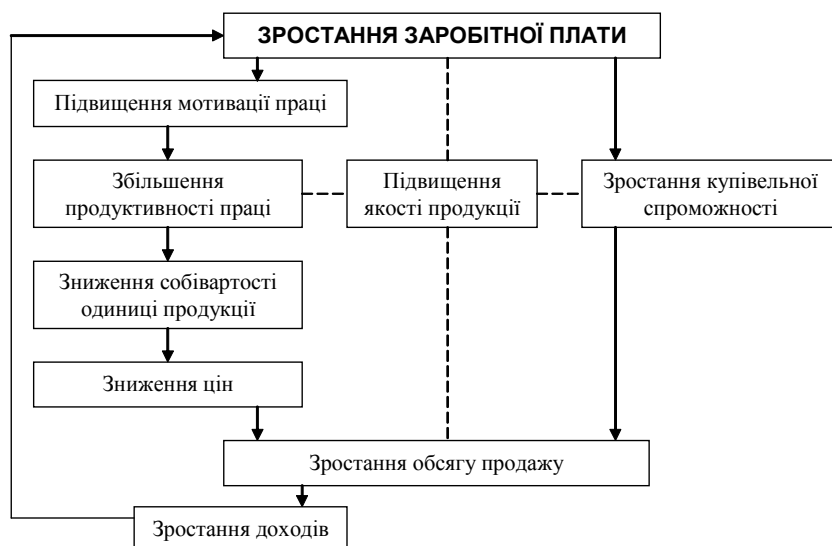 ЗРОСТАННЯ ЗАРОБІТНОЇ ПЛАТИ
Підвищення мотивації праці
Збільшення
продуктивності праці
Підвищення
якості продукції
Зростання купівельної
спроможності
Зниження собівартості
одиниці продукції
Зниження цін
Зростання обсягу продажу
Зростання доходів